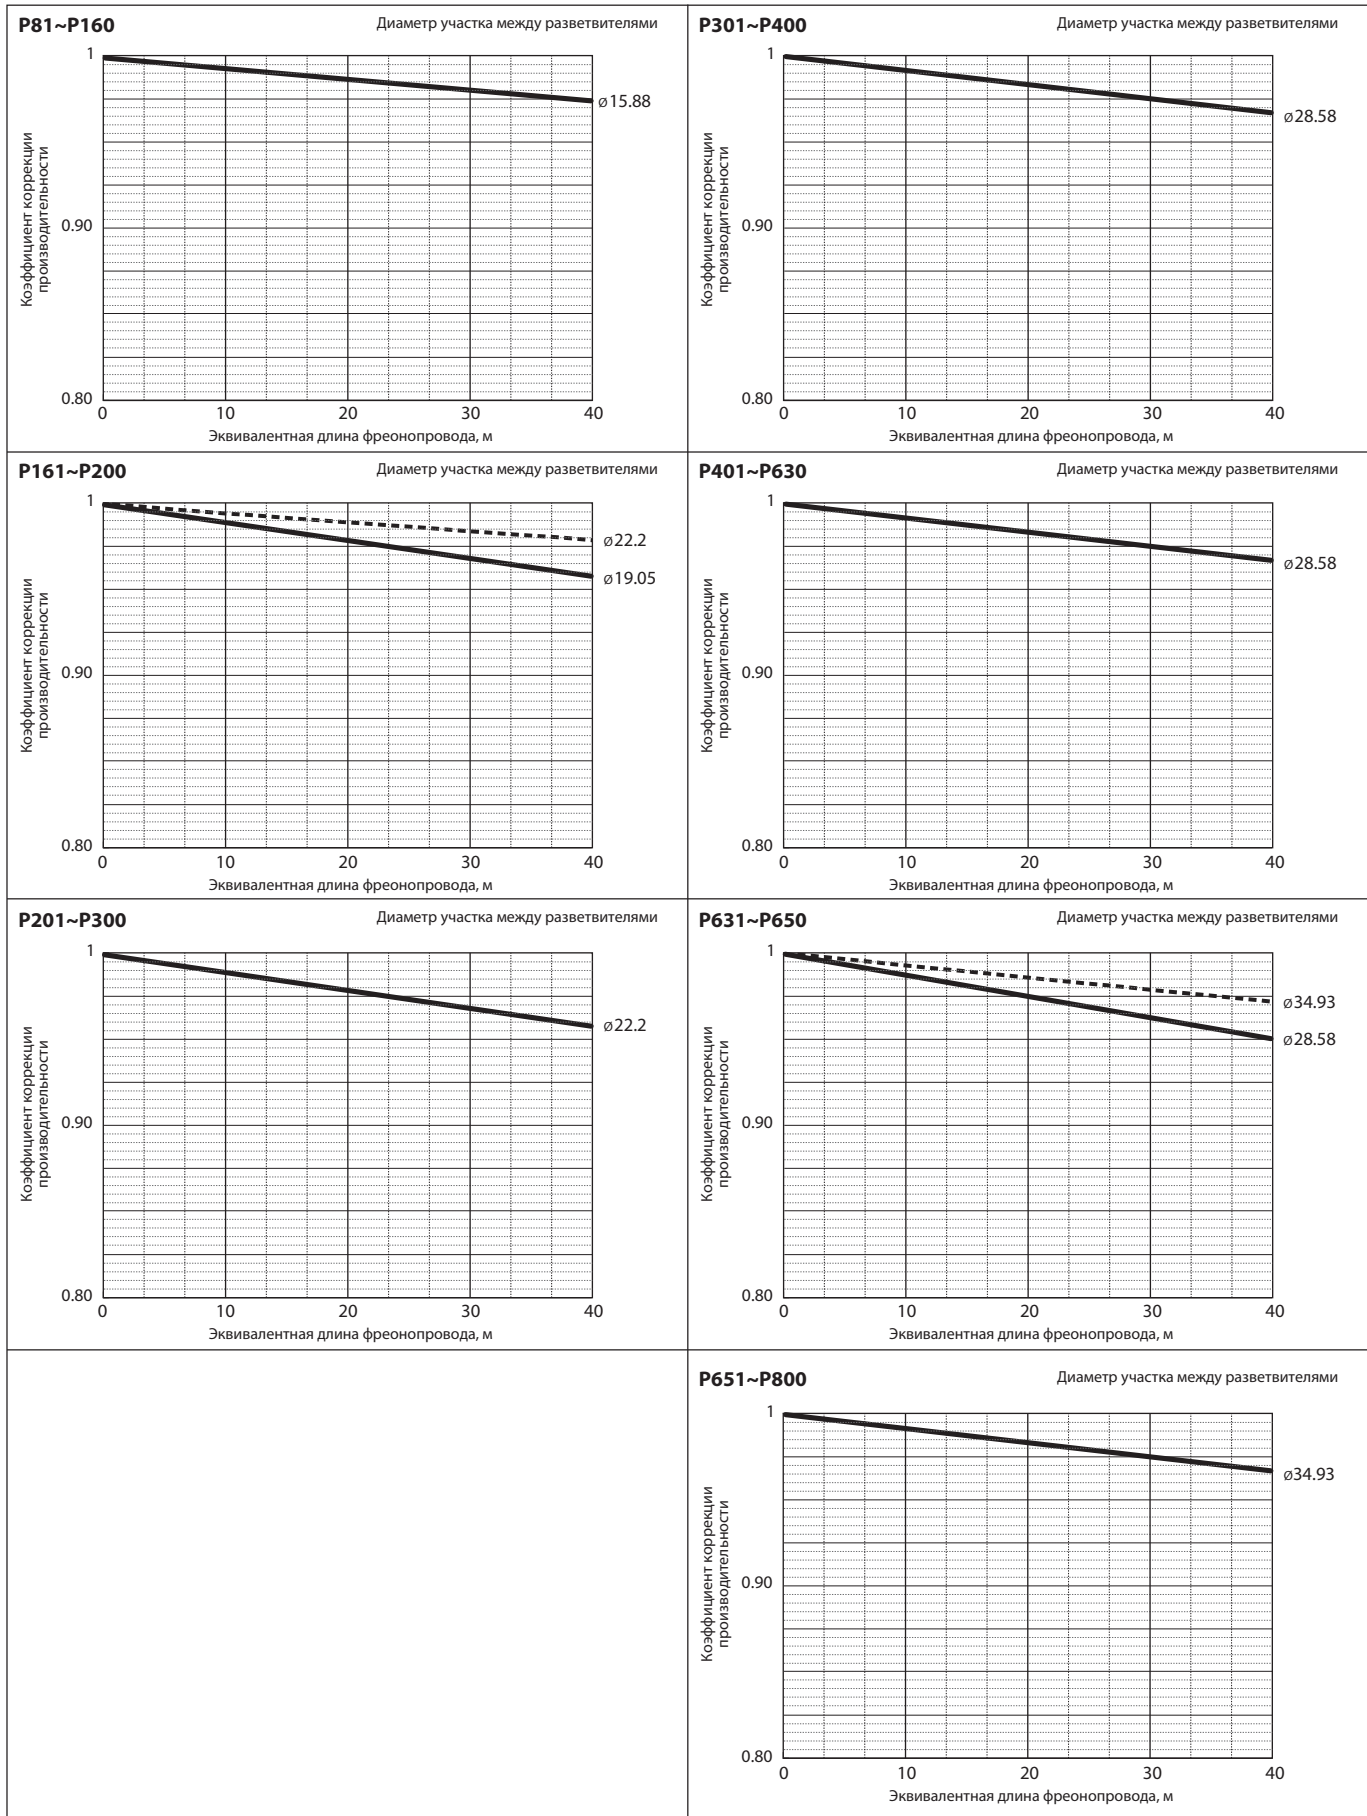 P81~P160
Диаметр участка между разветвителями
1
0.90
0.80
Коэффициент коррекции
производительности
ø15.88
0 10 20 30 40
Эквивалентная длина фреонопровода, м
P301~P400
Диаметр участка между разветвителями
1
0.90
0.80
Коэффициент коррекции
производительности
ø28.58
0 10 20 30 40
Эквивалентная длина фреонопровода, м
P161~P200
Диаметр участка между разветвителями
1
0.90
0.80
Коэффициент коррекции
производительности
ø22.2
ø19.05
0 10 20 30 40
Эквивалентная длина фреонопровода, м
P401~P630
Диаметр участка между разветвителями
1
0.90
0.80
Коэффициент коррекции
производительности
ø28.58
0 10 20 30 40
Эквивалентная длина фреонопровода, м
P201~P300
Диаметр участка между разветвителями
1
0.90
0.80
Коэффициент коррекции
производительности
ø22.2
0 10 20 30 40
Эквивалентная длина фреонопровода, м
P631~P650
Диаметр участка между разветвителями
1
0.90
0.80
Коэффициент коррекции
производительности
ø34.93
ø28.58
0 10 20 30 40
Эквивалентная длина фреонопровода, м
P651~P800
Диаметр участка между разветвителями
1
0.90
0.80
Коэффициент коррекции
производительности
ø34.93
0 10 20 30 40
Эквивалентная длина фреонопровода, м